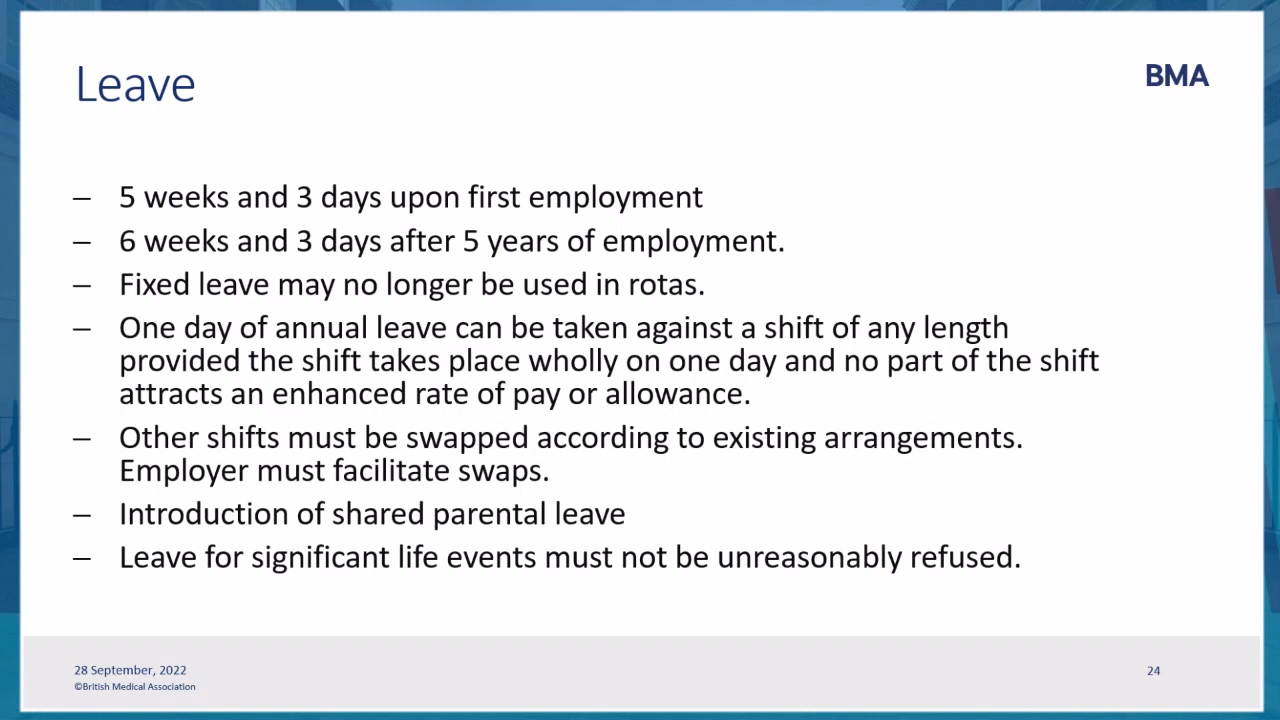 Leave
BMA
– 5 weeks and 3 days upon first employment
– 6 weeks and 3 days after 5 years of employment.
– Fixed leave may no longer be used in rotas.
– One day of annual leave can be taken against a shift of any length
provided the shift takes place wholly on one day and no part of the shift
attracts an enhanced rate of pay or allowance.
– Other shifts must be swapped according to existing arrangements.
Employer must facilitate swaps.
– Introduction of shared parental leave
– Leave for significant life events must not be unreasonably refused.
28 September, 2022
24
©British Medical Association